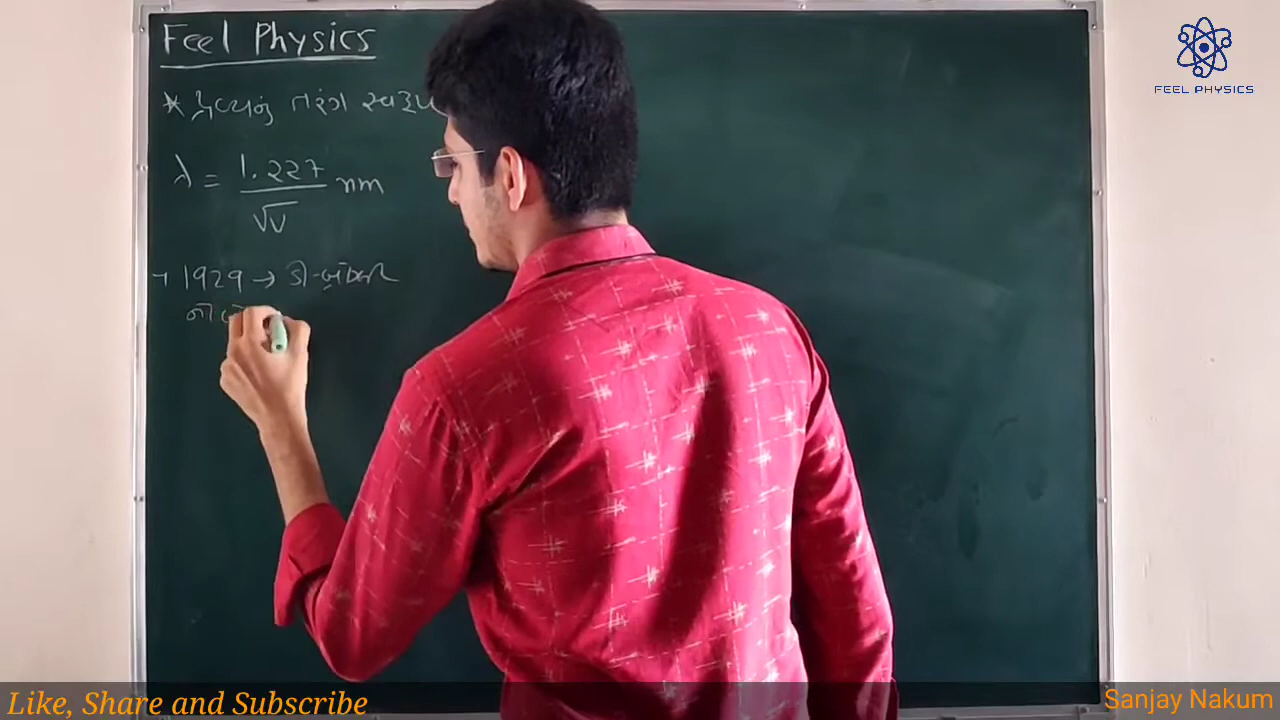 Feel Physics
* દ્રવ્યનું તરંગ સ્વરૂપ
λ = 1.227 / √V nm
→ 1929 → ડી-બ્રોગ્લી
નો
FEEL PHYSICS
Like, Share and Subscribe
Sanjay Nakum